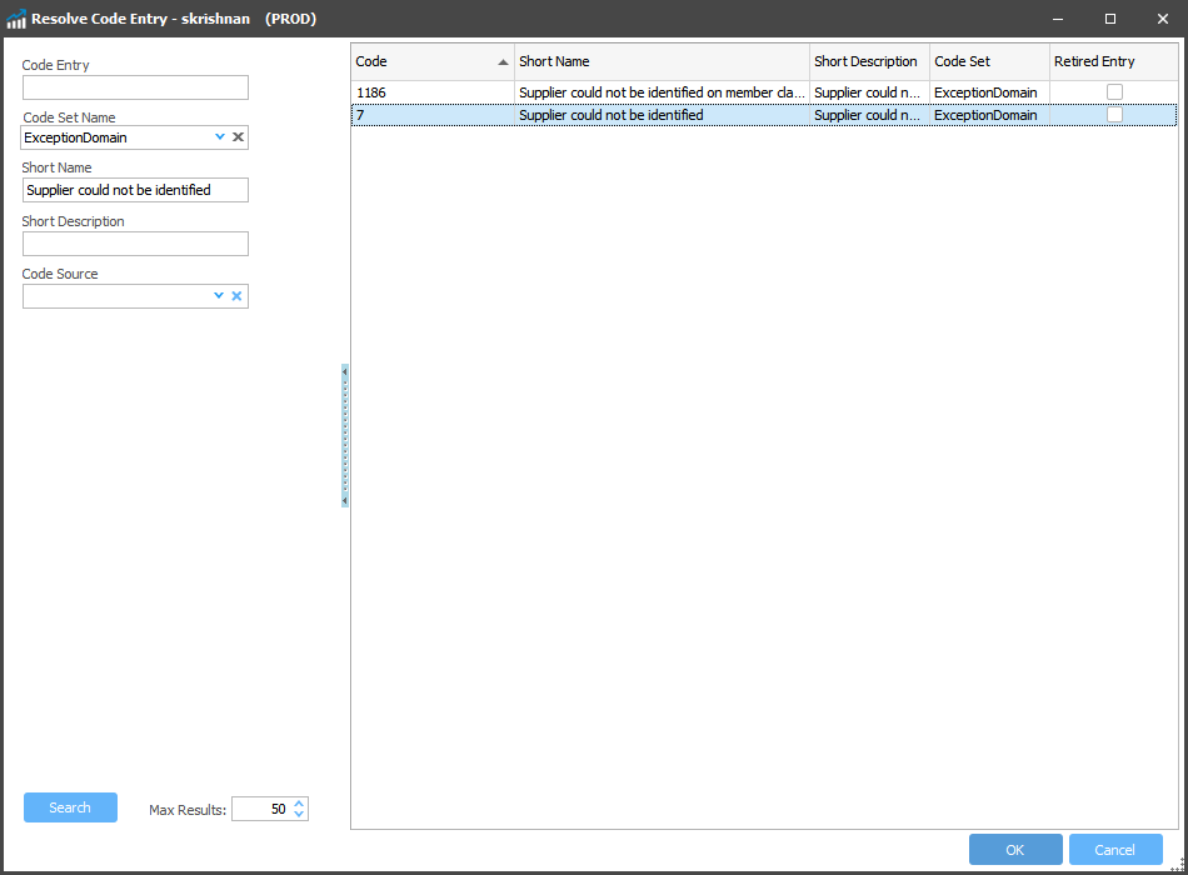 Resolve Code Entry - skrishnan (PROD)
Code Entry
Code Set Name
ExceptionDomain
Short Name
Supplier could not be identified
Short Description
Code Source
Search
Max Results: 50
Code Short Name Short Description Code Set Retired Entry
1186 Supplier could not be identified on member cla... Supplier could n... ExceptionDomain
7 Supplier could not be identified Supplier could n... ExceptionDomain
OK Cancel